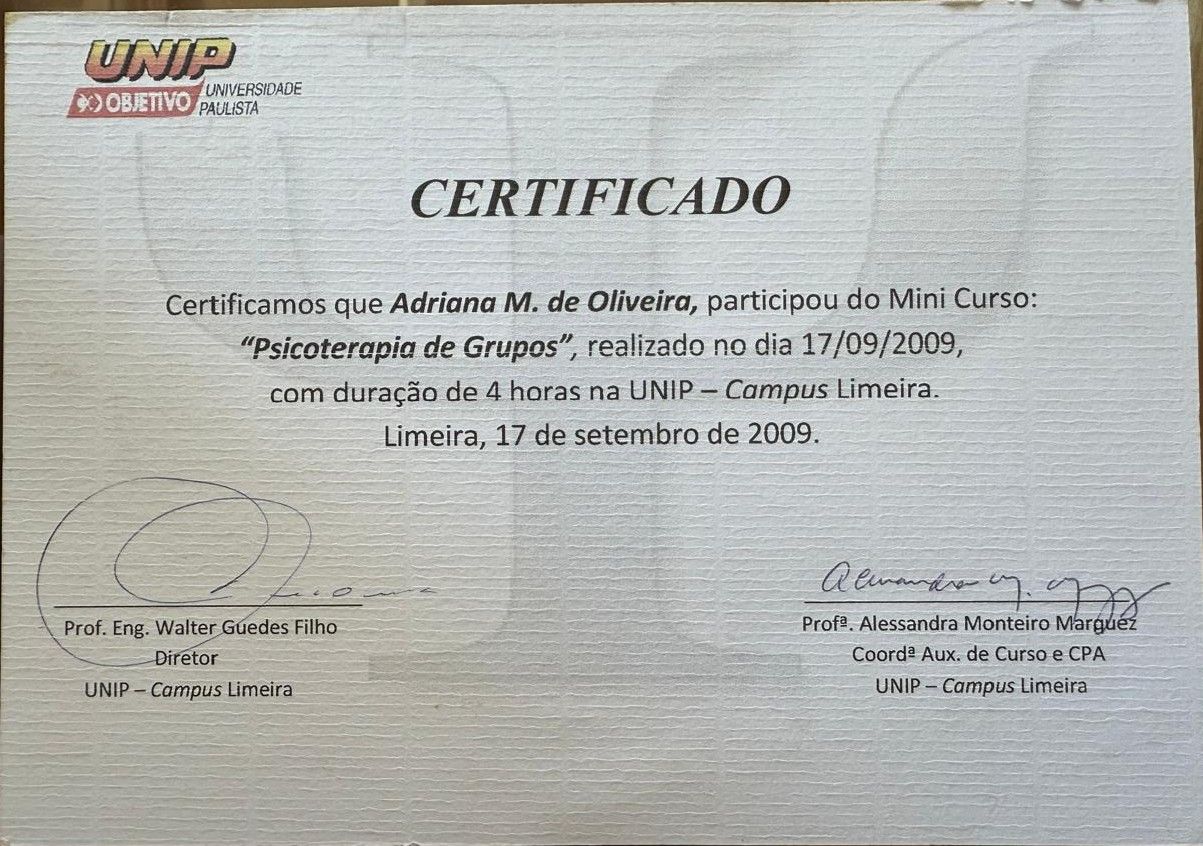 UNIP
OBJETIVO
UNIVERSIDADE
PAULISTA
CERTIFICADO
Certificamos que Adriana M. de Oliveira, participou do Mini Curso:
“Psicoterapia de Grupos”, realizado no dia 17/09/2009,
com duração de 4 horas na UNIP – Campus Limeira.
Limeira, 17 de setembro de 2009.
Prof. Eng. Walter Guedes Filho
Diretor
UNIP – Campus Limeira
Profª. Alessandra Monteiro Marguez
Coordª Aux. de Curso e CPA
UNIP – Campus Limeira